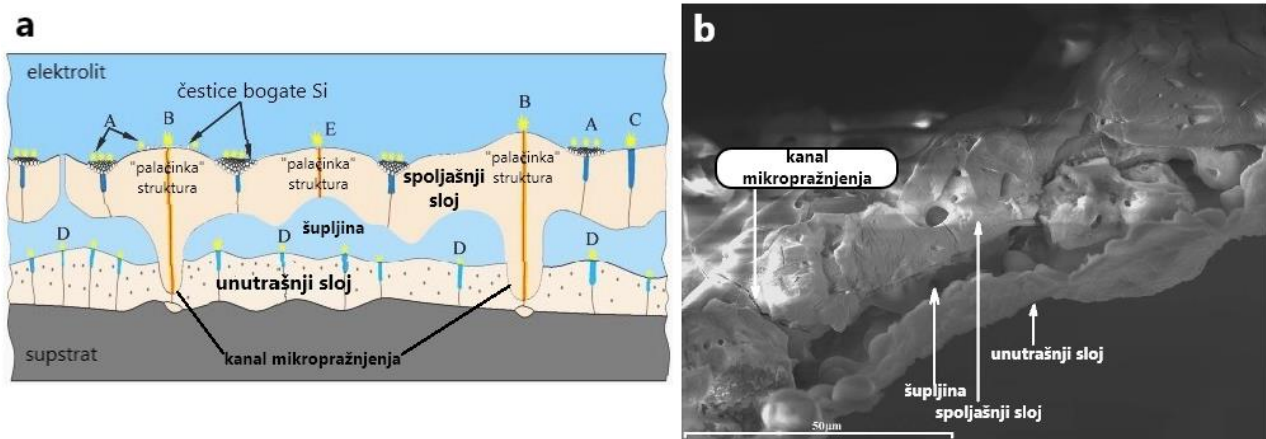 a
elektrolit
čestice bogate Si
A
B
E
B
A
C
"palačinka"
struktura
"palačinka"
struktura
spoljašnji
sloj
"palačinka"
struktura
šupljina
D
D
D
D
unutrašnji sloj
supstrat
kanal mikropražnjenja
b
kanal
mikropražnjenja
unutrašnji sloj
šupljina
spoljašnji sloj
50µm